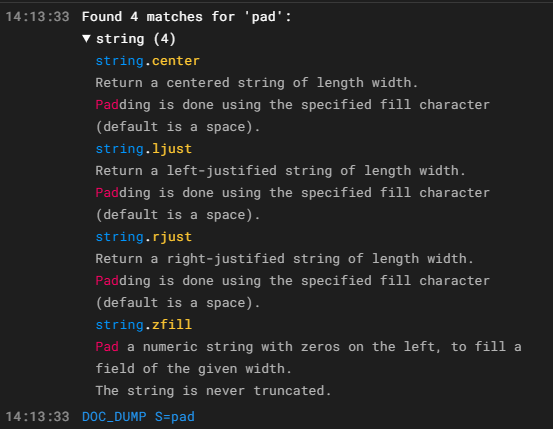 14:13:33 Found 4 matches for 'pad':
▼ string (4)
string.center
Return a centered string of length width.
Padding is done using the specified fill character
(default is a space).
string.ljust
Return a left-justified string of length width.
Padding is done using the specified fill character
(default is a space).
string.rjust
Return a right-justified string of length width.
Padding is done using the specified fill character
(default is a space).
string.zfill
Pad a numeric string with zeros on the left, to fill a
field of the given width.
The string is never truncated.
14:13:33 DOC_DUMP S=pad